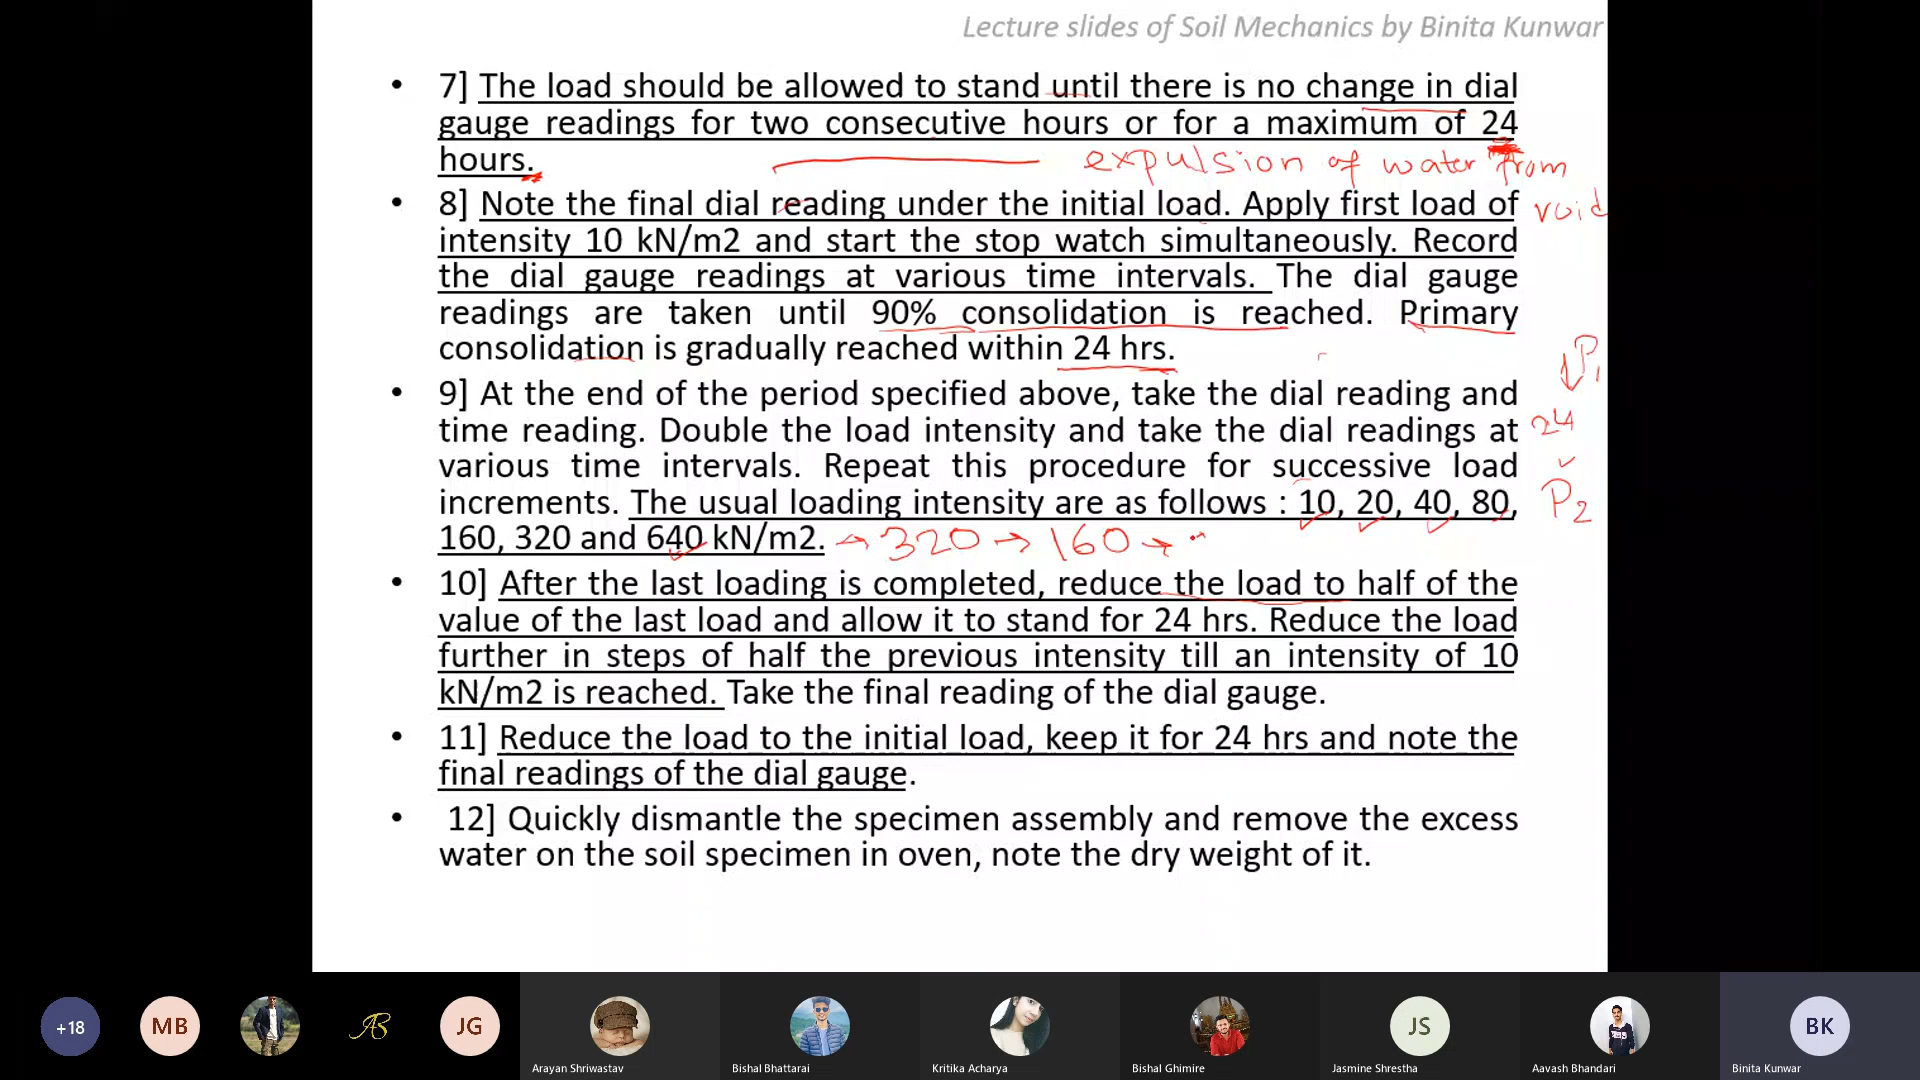 Lecture slides of Soil Mechanics by Binita Kunwar
• 7] The load should be allowed to stand until there is no change in dial
gauge readings for two consecutive hours or for a maximum of 24
hours.
expulsion of water from
void
• 8] Note the final dial reading under the initial load. Apply first load of
intensity 10 kN/m2 and start the stop watch simultaneously. Record
the dial gauge readings at various time intervals. The dial gauge
readings are taken until 90% consolidation is reached. Primary
consolidation is gradually reached within 24 hrs.
↓P1
• 9] At the end of the period specified above, take the dial reading and
time reading. Double the load intensity and take the dial readings at
24
various time intervals. Repeat this procedure for successive load
increments. The usual loading intensity are as follows : 10, 20, 40, 80,
P2
160, 320 and 640 kN/m2. → 320 → 160 →
• 10] After the last loading is completed, reduce the load to half of the
value of the last load and allow it to stand for 24 hrs. Reduce the load
further in steps of half the previous intensity till an intensity of 10
kN/m2 is reached. Take the final reading of the dial gauge.
• 11] Reduce the load to the initial load, keep it for 24 hrs and note the
final readings of the dial gauge.
• 12] Quickly dismantle the specimen assembly and remove the excess
water on the soil specimen in oven, note the dry weight of it.
+18
MB
AS
JG
JS
BK
Arayan Shriwastav
Bishal Bhattarai
Kritika Acharya
Bishal Ghimire
Jasmine Shrestha
Aavash Bhandari
Binita Kunwar